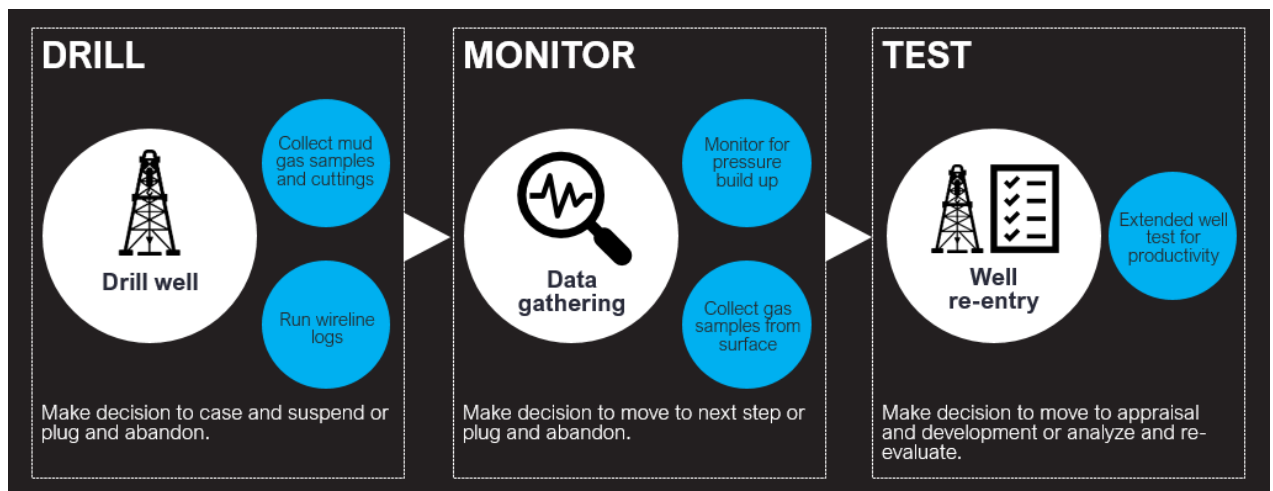 DRILL
Drill well
Collect mud
gas samples
and cuttings
Run wireline
logs
Make decision to case and suspend or
plug and abandon.
MONITOR
Data
gathering
Monitor for
pressure
build up
Collect gas
samples from
surface
Make decision to move to next step or
plug and abandon.
TEST
Well
re-entry
Extended well
test for
productivity
Make decision to move to appraisal
and development or analyze and re-
evaluate.